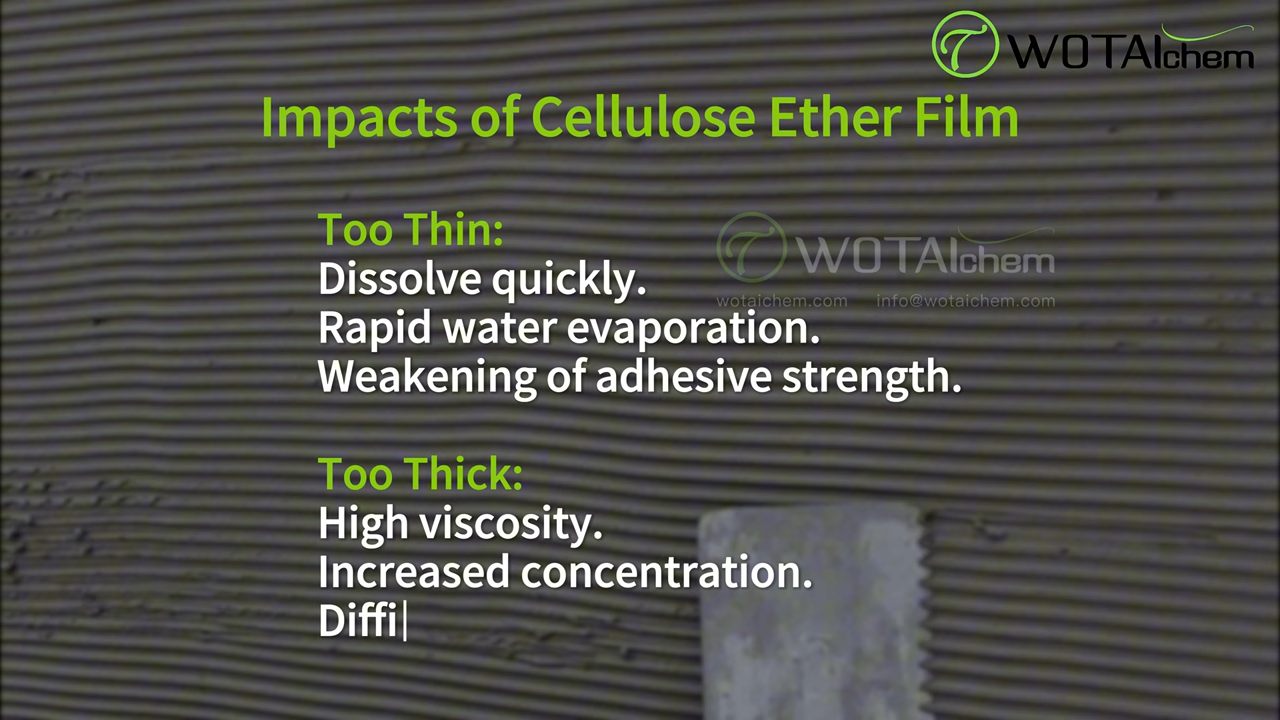 WOTAIchem
Impacts of Cellulose Ether Film
Too Thin:
Dissolve quickly.
Rapid water evaporation.
Weakening of adhesive strength.
WOTAIchem
wotaichem.com info@wotaichem.com
Too Thick:
High viscosity.
Increased concentration.
Diffi